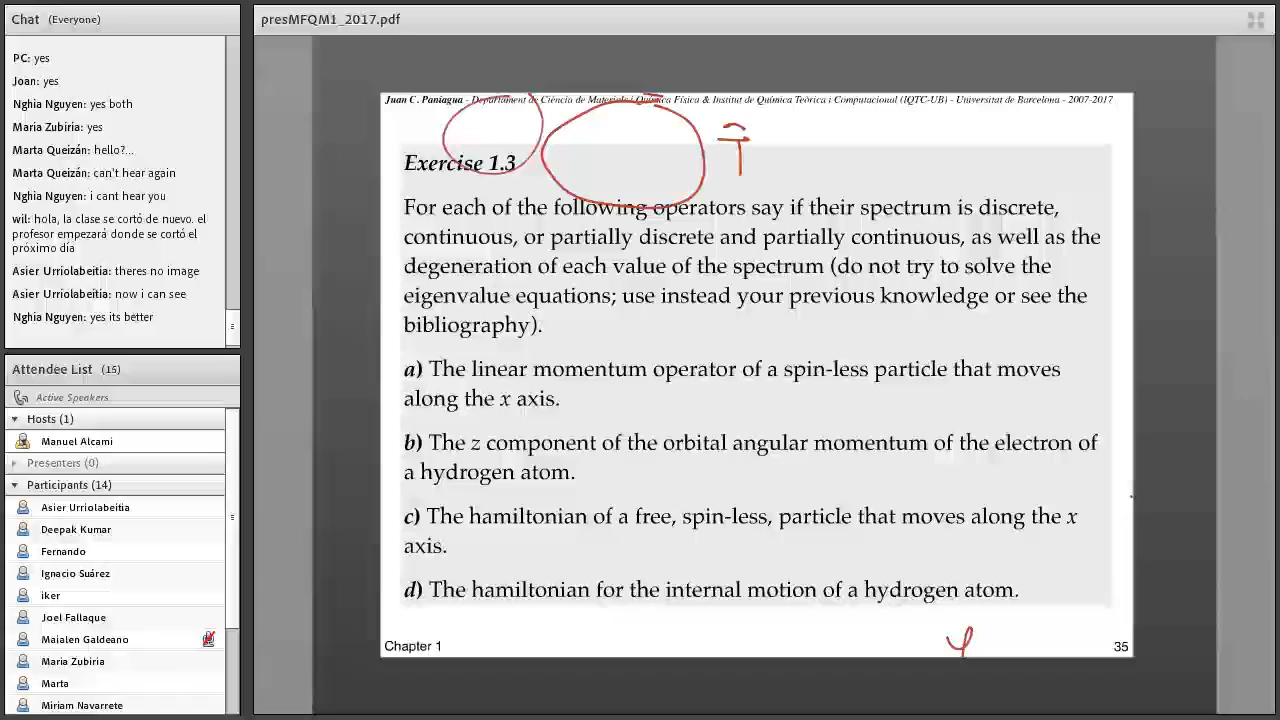 Chat (Everyone)
PC: yes
Joan: yes
Nghia Nguyen: yes both
Maria Zubiria: yes
Marta Queizán: hello?...
Marta Queizán: can't hear again
Nghia Nguyen: i cant hear you
wil: hola, la clase se cortó de nuevo. el
profesor empezará donde se cortó el
próximo día
Asier Urriolabeitia: theres no image
Asier Urriolabeitia: now i can see
Nghia Nguyen: yes its better
Attendee List (15)
Active Speakers
Hosts (1)
Manuel Alcami
Presenters (0)
Participants (14)
Asier Urriolabeitia
Deepak Kumar
Fernando
Ignacio Suárez
iker
Joel Fallaque
Maialen Galdeano
Maria Zubiria
Marta
Miriam Navarrete
presMFQM1_2017.pdf
Juan C. Paniagua - Departament de Ciència de Materials i Química Física & Institut de Química Teòrica i Computacional (IQTC-UB) - Universitat de Barcelona - 2007-2017
T̂
Exercise 1.3
For each of the following operators say if their spectrum is discrete,
continuous, or partially discrete and partially continuous, as well as the
degeneration of each value of the spectrum (do not try to solve the
eigenvalue equations; use instead your previous knowledge or see the
bibliography).
a) The linear momentum operator of a spin-less particle that moves
along the x axis.
b) The z component of the orbital angular momentum of the electron of
a hydrogen atom.
c) The hamiltonian of a free, spin-less, particle that moves along the x
axis.
d) The hamiltonian for the internal motion of a hydrogen atom.
Chapter 1
35